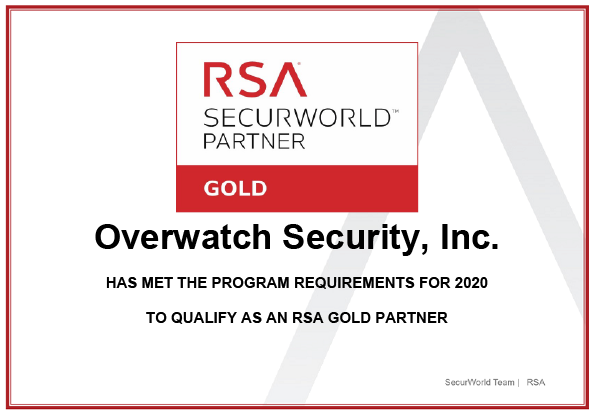 RSA
SECURWORLD™
PARTNER
GOLD
Overwatch Security, Inc.
HAS MET THE PROGRAM REQUIREMENTS FOR 2020
TO QUALIFY AS AN RSA GOLD PARTNER
SecurWorld Team | RSA